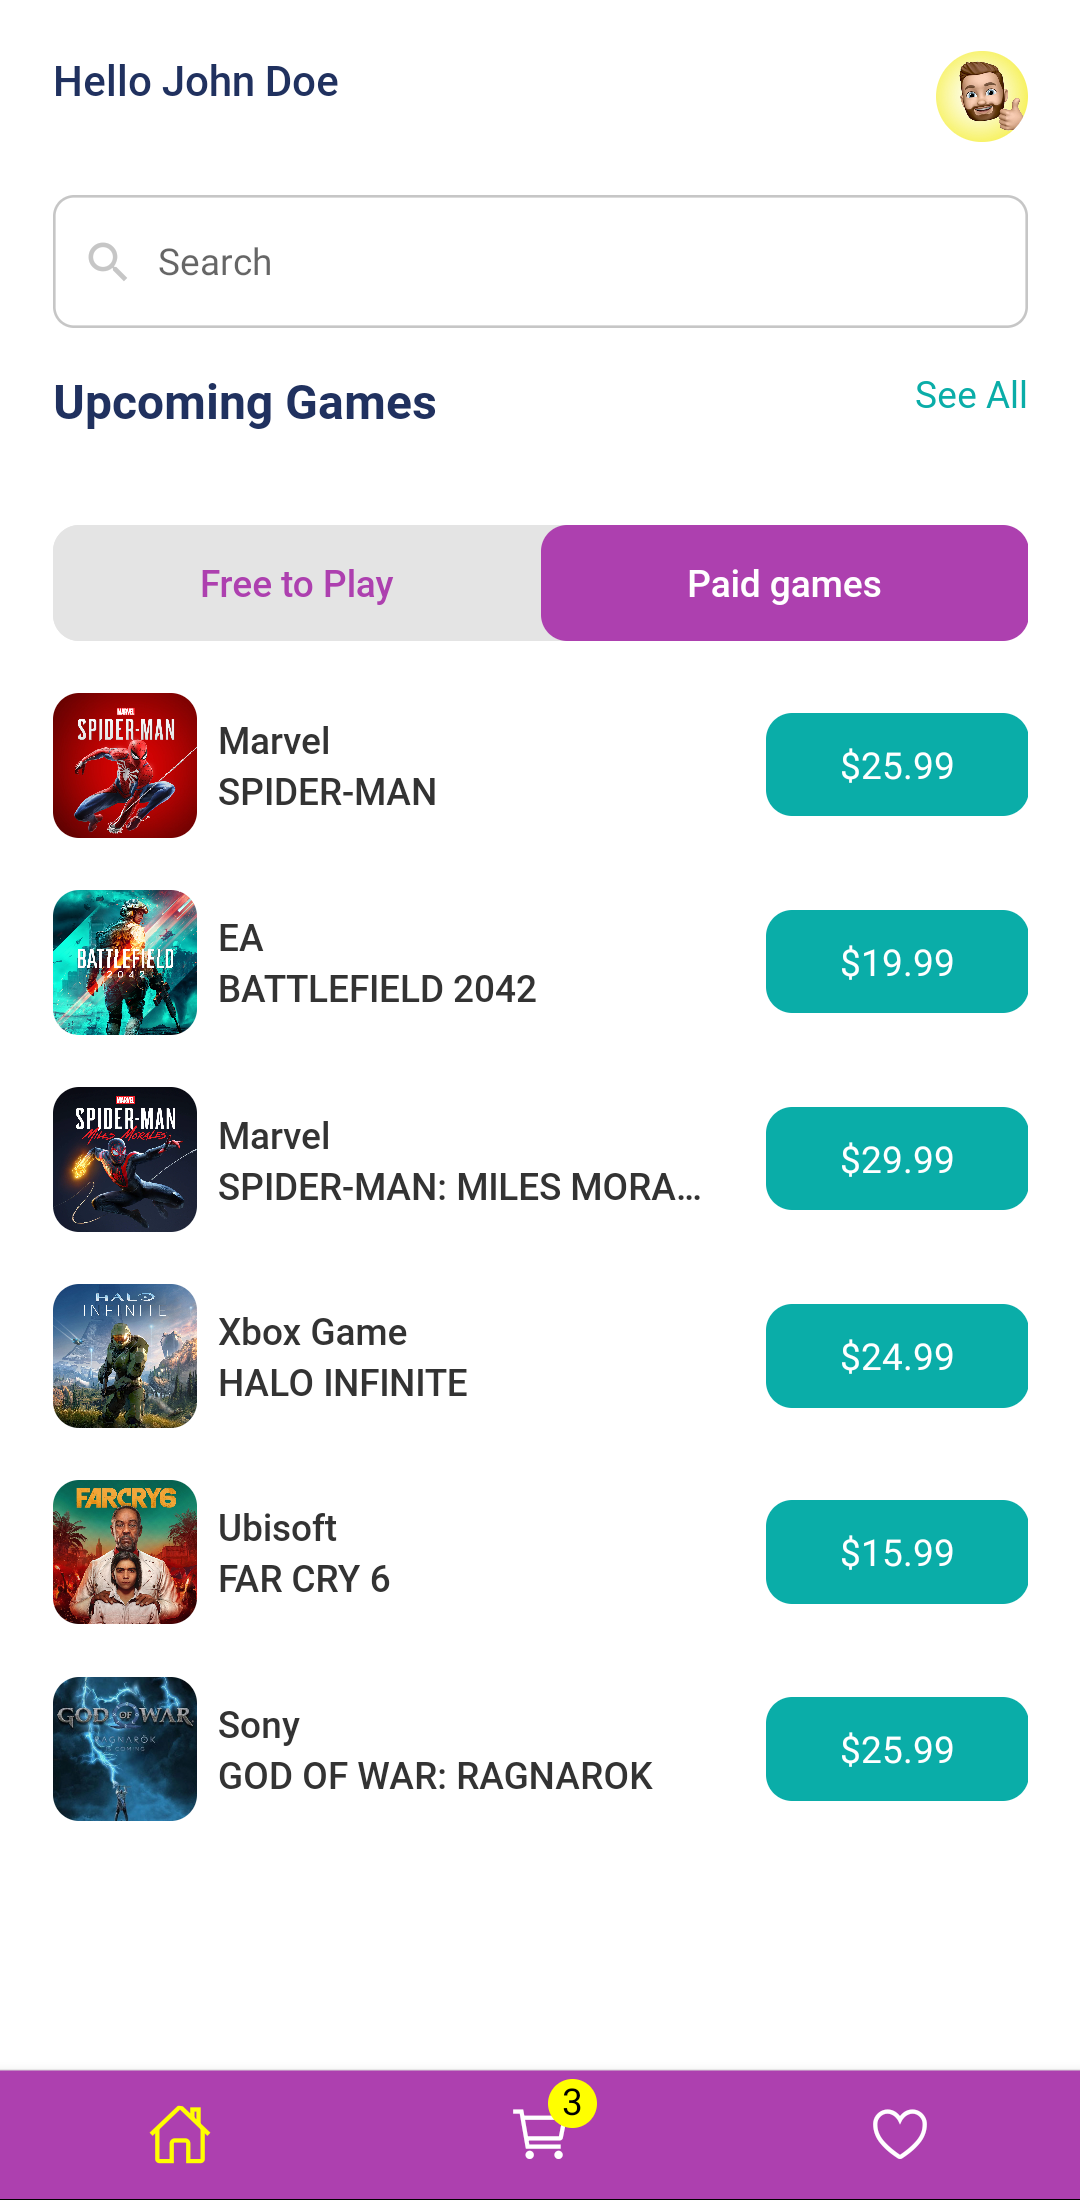 Hello John Doe
Search
Upcoming Games
See All
Free to Play
Paid games
MARVEL
SPIDER-MAN
Marvel
SPIDER-MAN
$25.99
BATTLEFIELD
2042
EA
BATTLEFIELD 2042
$19.99
MARVEL
SPIDER-MAN
MILES MORALES
Marvel
SPIDER-MAN: MILES MORA...
$29.99
HALO
INFINITE
Xbox Game
HALO INFINITE
$24.99
FARCRY6
Ubisoft
FAR CRY 6
$15.99
GOD OF WAR
RAGNARÖK
Sony
GOD OF WAR: RAGNAROK
$25.99
3